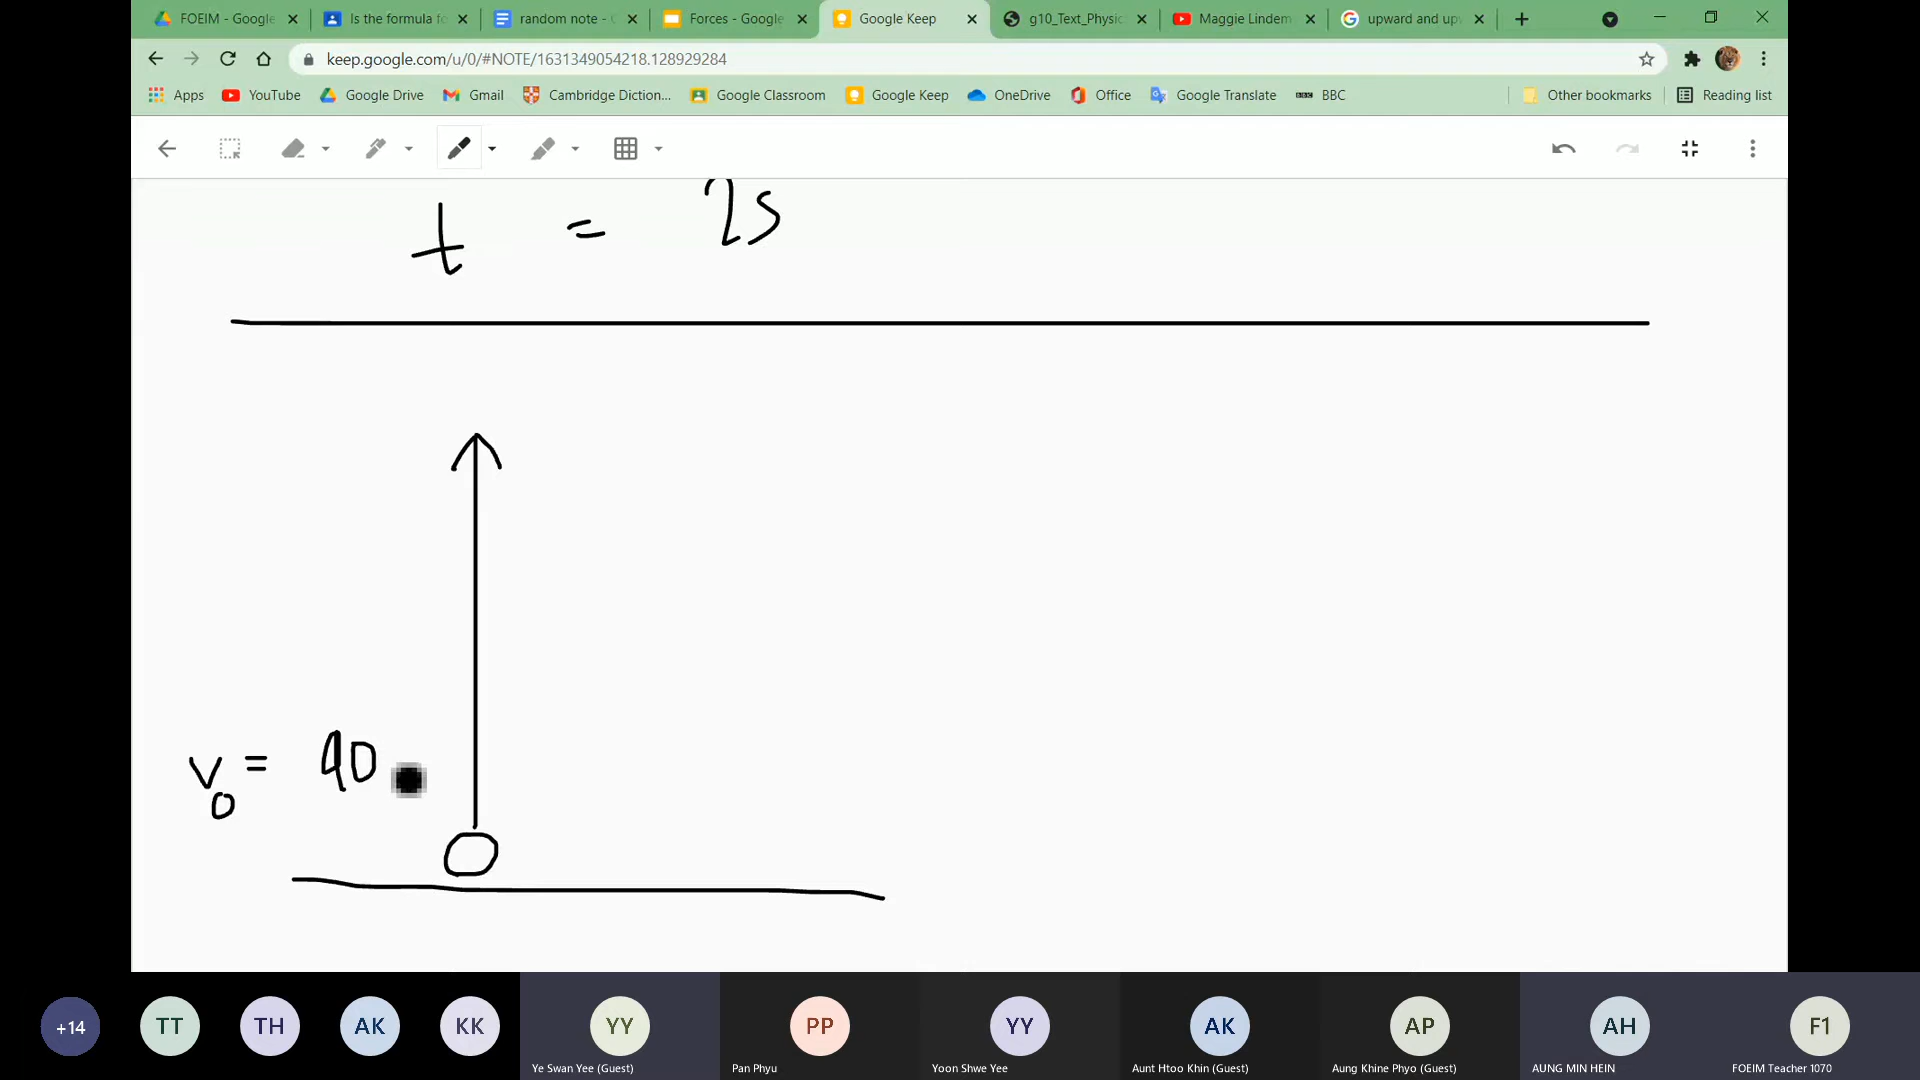 FOEIM - Google
Is the formula fo
random note - G
Forces - Google
Google Keep
g10_Text_Physic
Maggie Lindem
upward and up
keep.google.com/u/0/#NOTE/1631349054218.128929284
Apps
YouTube
Google Drive
Gmail
Cambridge Diction...
Google Classroom
Google Keep
OneDrive
Office
Google Translate
BBC
Other bookmarks
Reading list
t = 2s
v0 = 40
+14
TT
TH
AK
KK
YY
PP
YY
AK
AP
AH
F1
Ye Swan Yee (Guest)
Pan Phyu
Yoon Shwe Yee
Aunt Htoo Khin (Guest)
Aung Khine Phyo (Guest)
AUNG MIN HEIN
FOEIM Teacher 1070